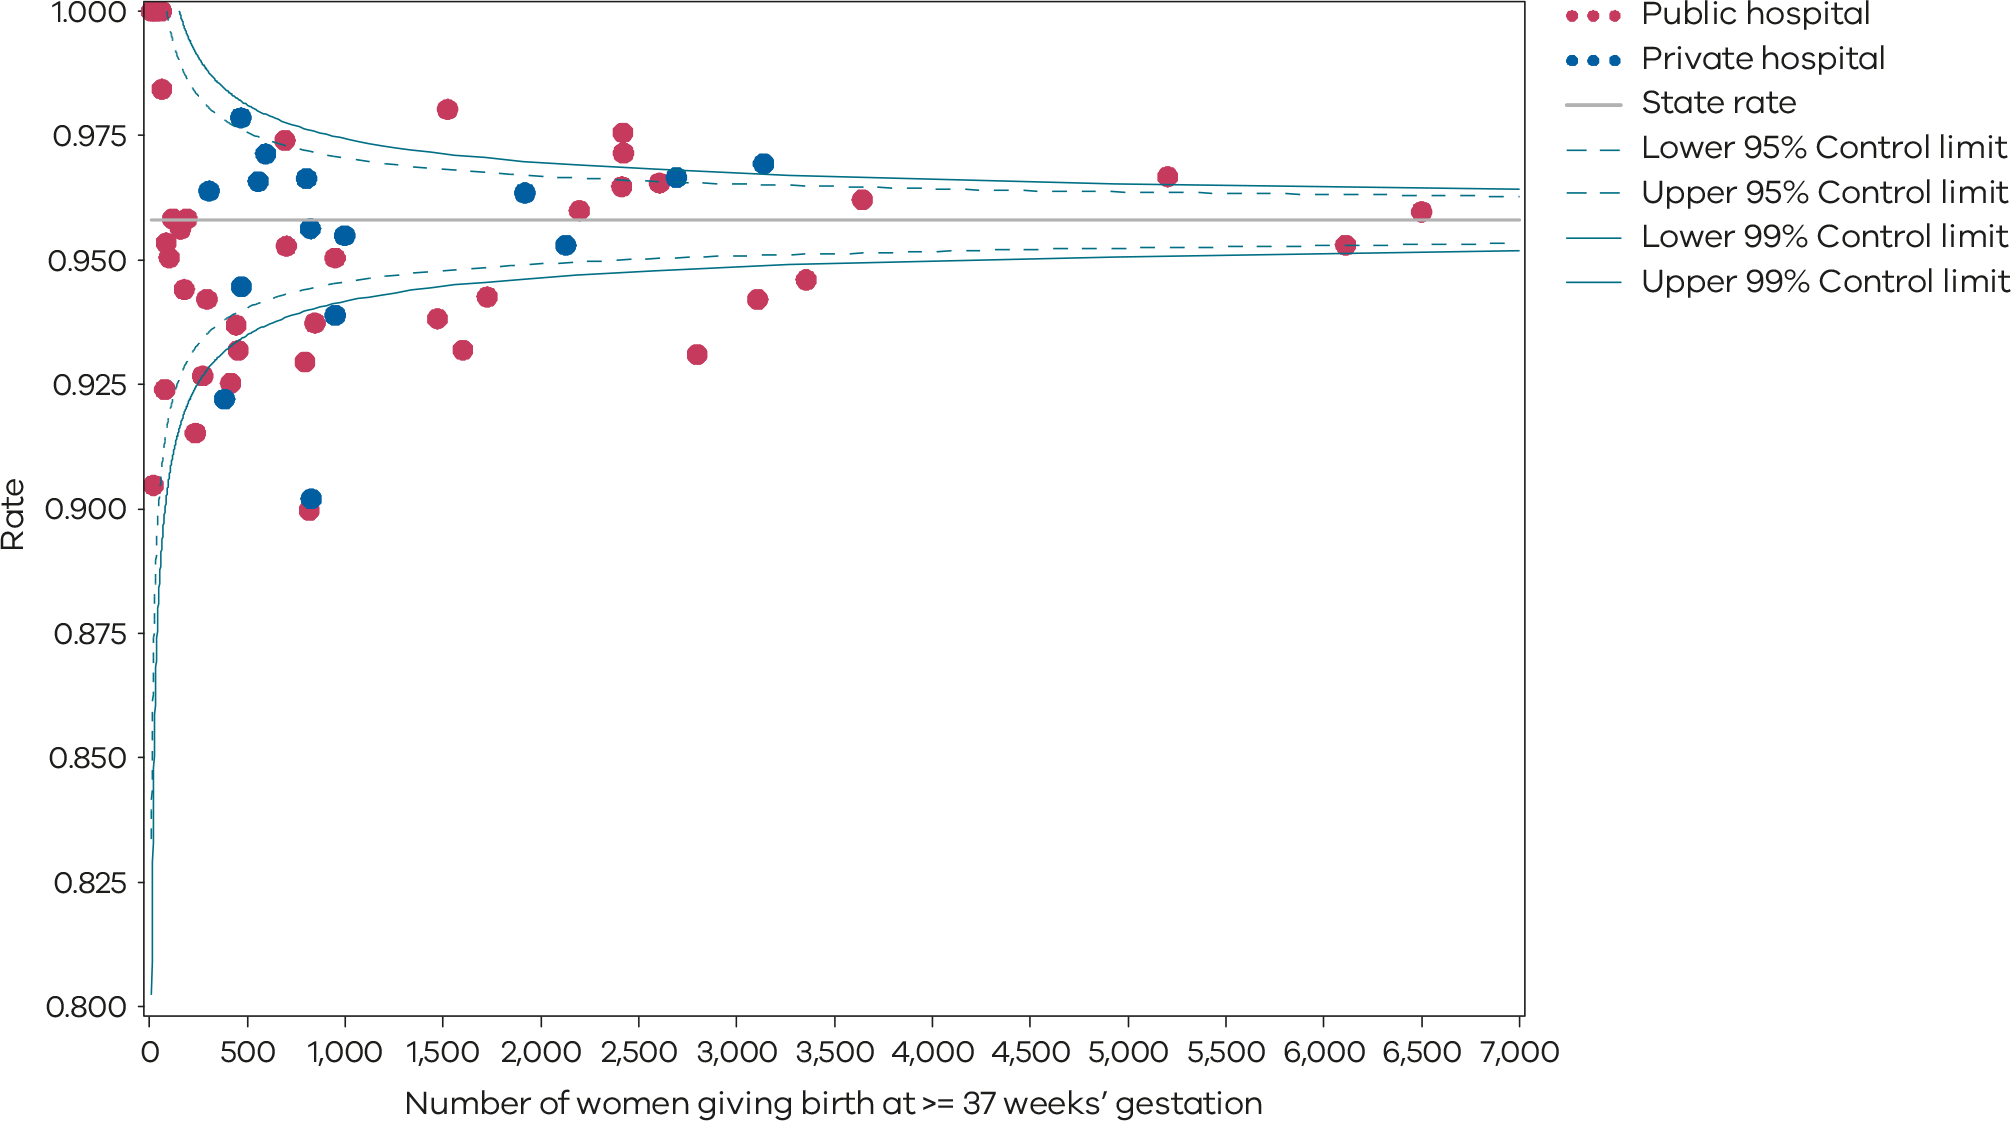 1.000
0.975
0.950
0.925
0.900
0.875
0.850
0.825
0.800
Rate
0 500 1,000 1,500 2,000 2,500 3,000 3,500 4,000 4,500 5,000 5,500 6,000 6,500 7,000
Number of women giving birth at >= 37 weeks’ gestation
Public hospital
Private hospital
State rate
Lower 95% Control limit
Upper 95% Control limit
Lower 99% Control limit
Upper 99% Control limit